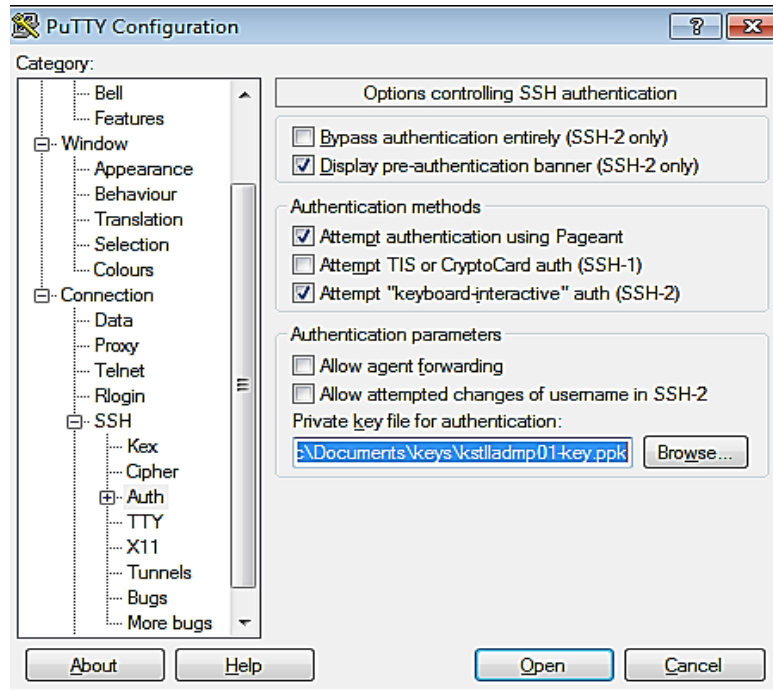 PuTTY Configuration
Category:
Bell
Features
Window
Appearance
Behaviour
Translation
Selection
Colours
Connection
Data
Proxy
Telnet
Rlogin
SSH
Kex
Cipher
Auth
TTY
X11
Tunnels
Bugs
More bugs
Options controlling SSH authentication
Bypass authentication entirely (SSH-2 only)
Display pre-authentication banner (SSH-2 only)
Authentication methods
Attempt authentication using Pageant
Attempt TIS or CryptoCard auth (SSH-1)
Attempt "keyboard-interactive" auth (SSH-2)
Authentication parameters
Allow agent forwarding
Allow attempted changes of username in SSH-2
Private key file for authentication:
c\Documents\keys\kstlladmp01-key.ppk
Browse...
About
Help
Open
Cancel